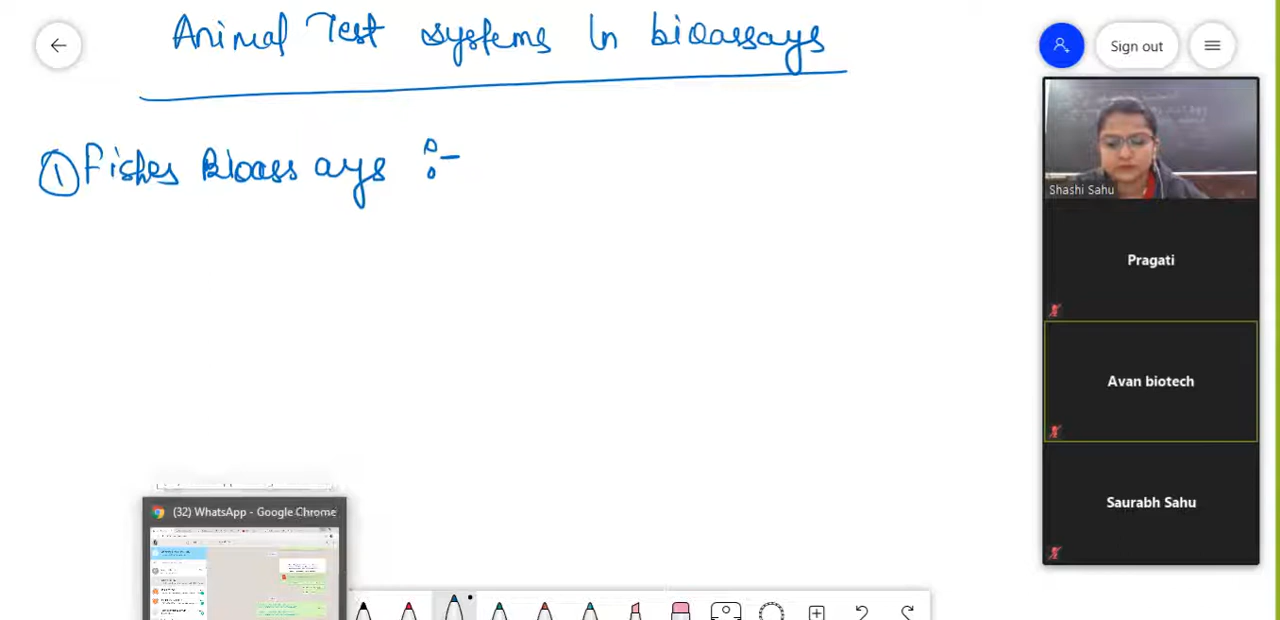 Animal Test systems In bioassays
Sign out
① Fishes Bioassays :-
Shashi Sahu
Pragati
Avan biotech
Saurabh Sahu
(32) WhatsApp - Google Chrome